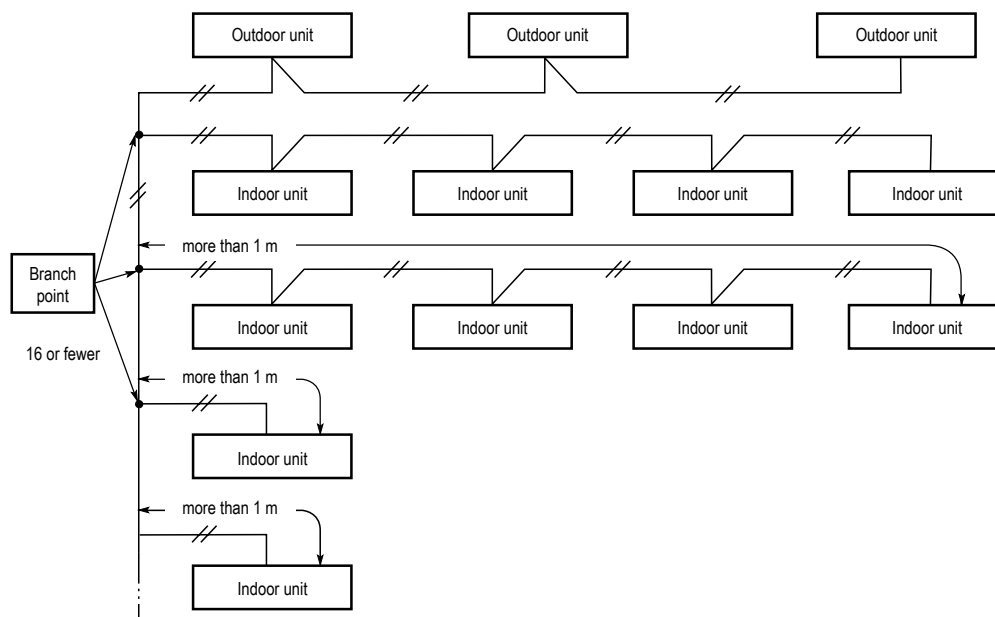 Outdoor unit
Outdoor unit
Outdoor unit
Indoor unit
Indoor unit
Indoor unit
Indoor unit
more than 1 m
Branch
point
Indoor unit
Indoor unit
Indoor unit
Indoor unit
16 or fewer
more than 1 m
Indoor unit
more than 1 m
Indoor unit